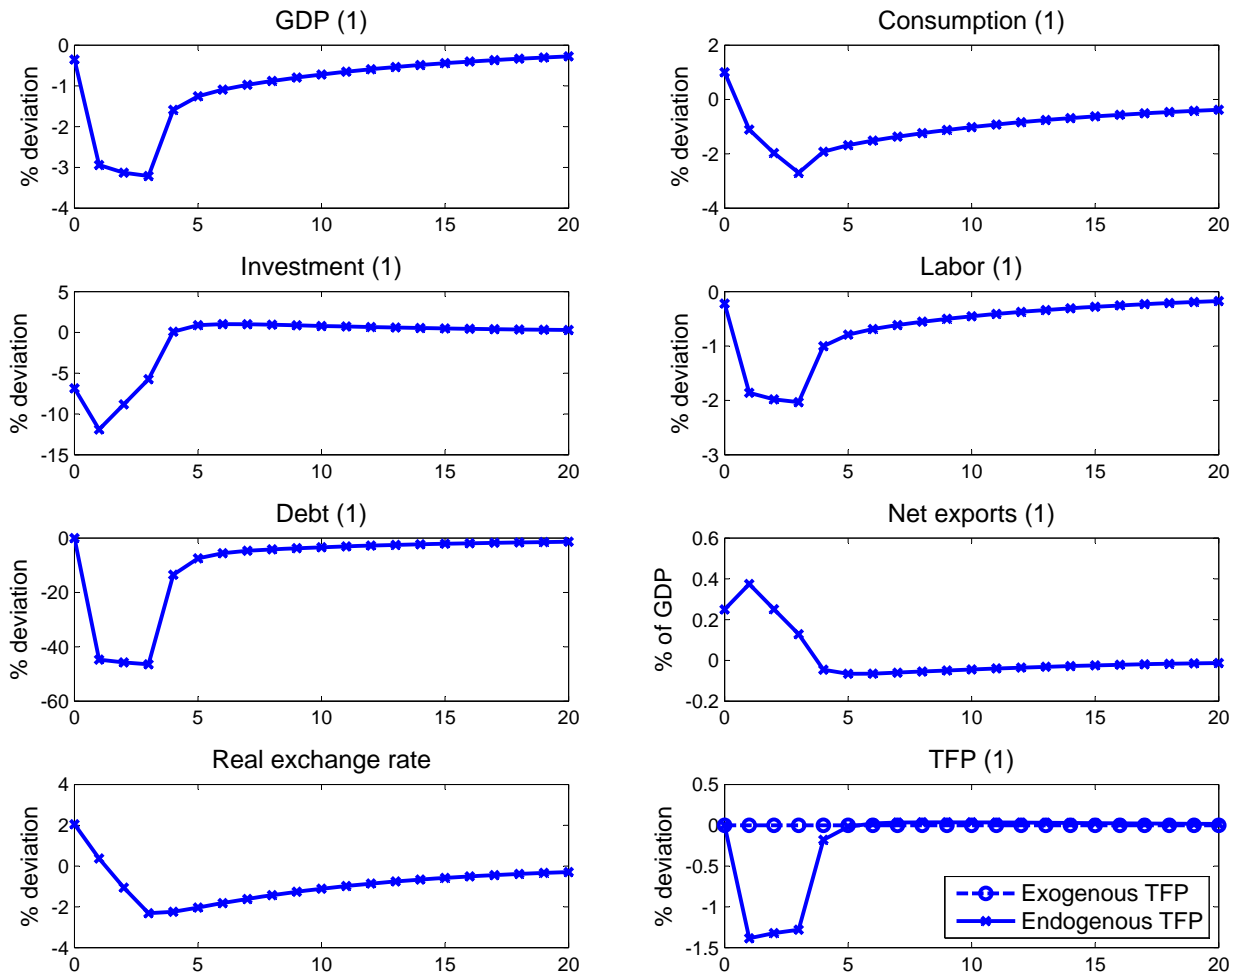 GDP (1)
% deviation
0
-1
-2
-3
-4
0 5 10 15 20
Consumption (1)
% deviation
2
0
-2
-4
0 5 10 15 20
Investment (1)
% deviation
5
0
-5
-10
-15
0 5 10 15 20
Labor (1)
% deviation
0
-1
-2
-3
0 5 10 15 20
Debt (1)
% deviation
0
-20
-40
-60
0 5 10 15 20
Net exports (1)
% of GDP
0.6
0.4
0.2
0
-0.2
0 5 10 15 20
Real exchange rate
% deviation
4
2
0
-2
-4
0 5 10 15 20
TFP (1)
% deviation
0.5
0
-0.5
-1
-1.5
0 5 10 15 20
Exogenous TFP
Endogenous TFP